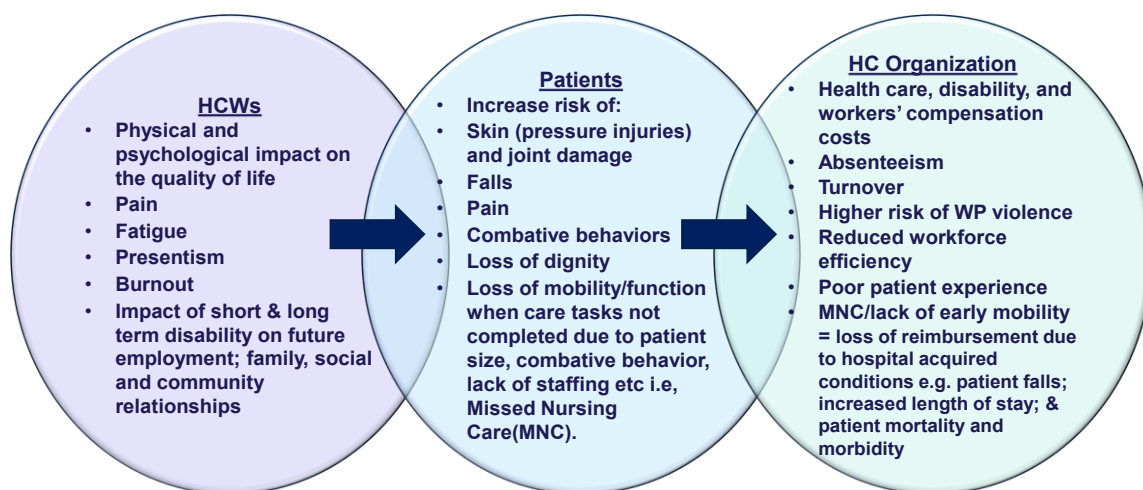 HCWs
• Physical and
psychological impact on
the quality of life
• Pain
• Fatigue
• Presentism
• Burnout
• Impact of short & long
term disability on future
employment; family, social
and community
relationships
Patients
• Increase risk of:
• Skin (pressure injuries)
and joint damage
• Falls
• Pain
• Combative behaviors
• Loss of dignity
• Loss of mobility/function
when care tasks not
completed due to patient
size, combative behavior,
lack of staffing etc i.e,
Missed Nursing
Care(MNC).
HC Organization
• Health care, disability, and
workers’ compensation
costs
• Absenteeism
• Turnover
• Higher risk of WP violence
• Reduced workforce
efficiency
• Poor patient experience
• MNC/lack of early mobility
= loss of reimbursement due
to hospital acquired
conditions e.g. patient falls;
increased length of stay; &
patient mortality and
morbidity